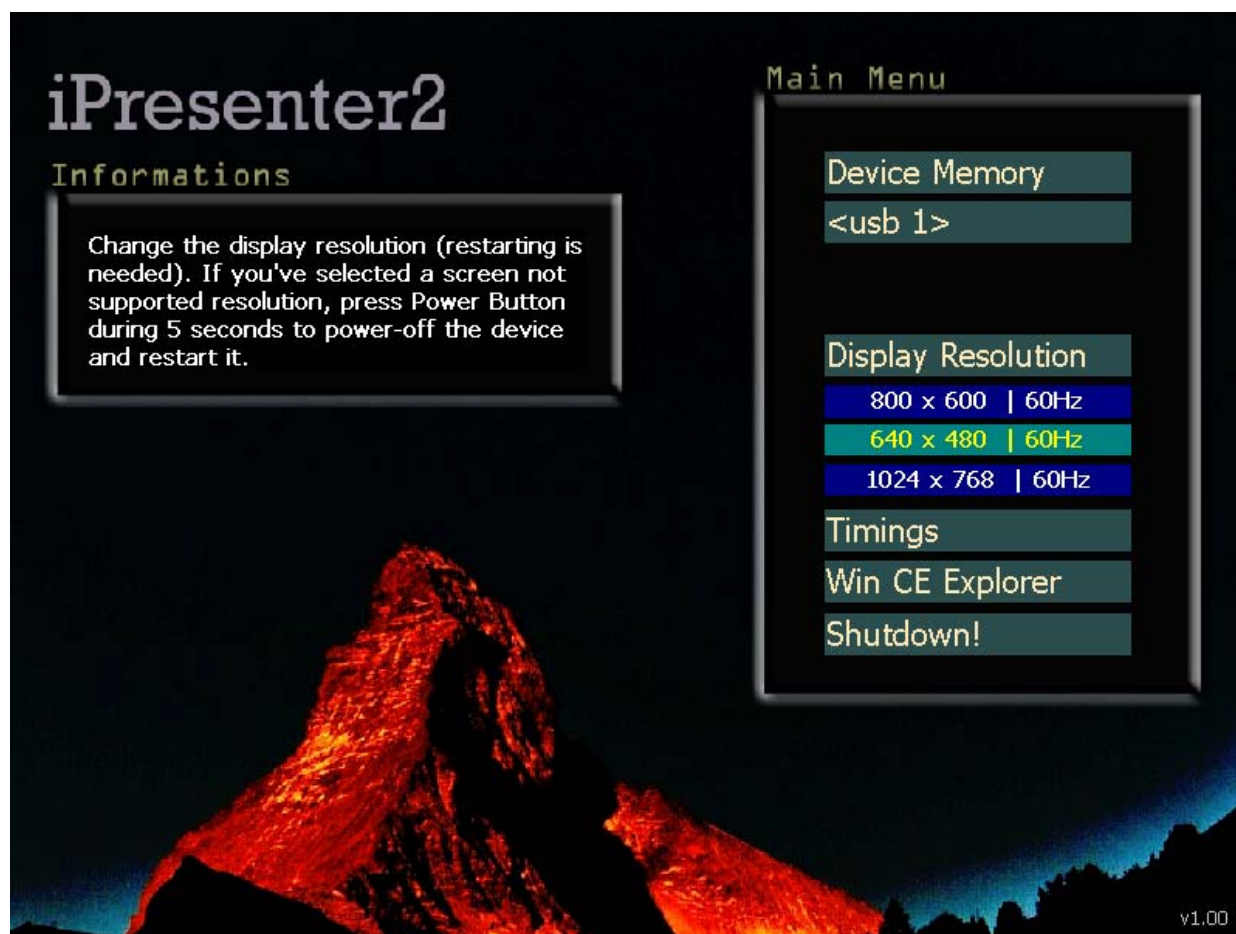 iPresenter2
Informations
Change the display resolution (restarting is
needed). If you've selected a screen not
supported resolution, press Power Button
during 5 seconds to power-off the device
and restart it.
Main Menu
Device Memory
<usb 1>
Display Resolution
800 x 600 | 60Hz
640 x 480 | 60Hz
1024 x 768 | 60Hz
Timings
Win CE Explorer
Shutdown!
v1.00